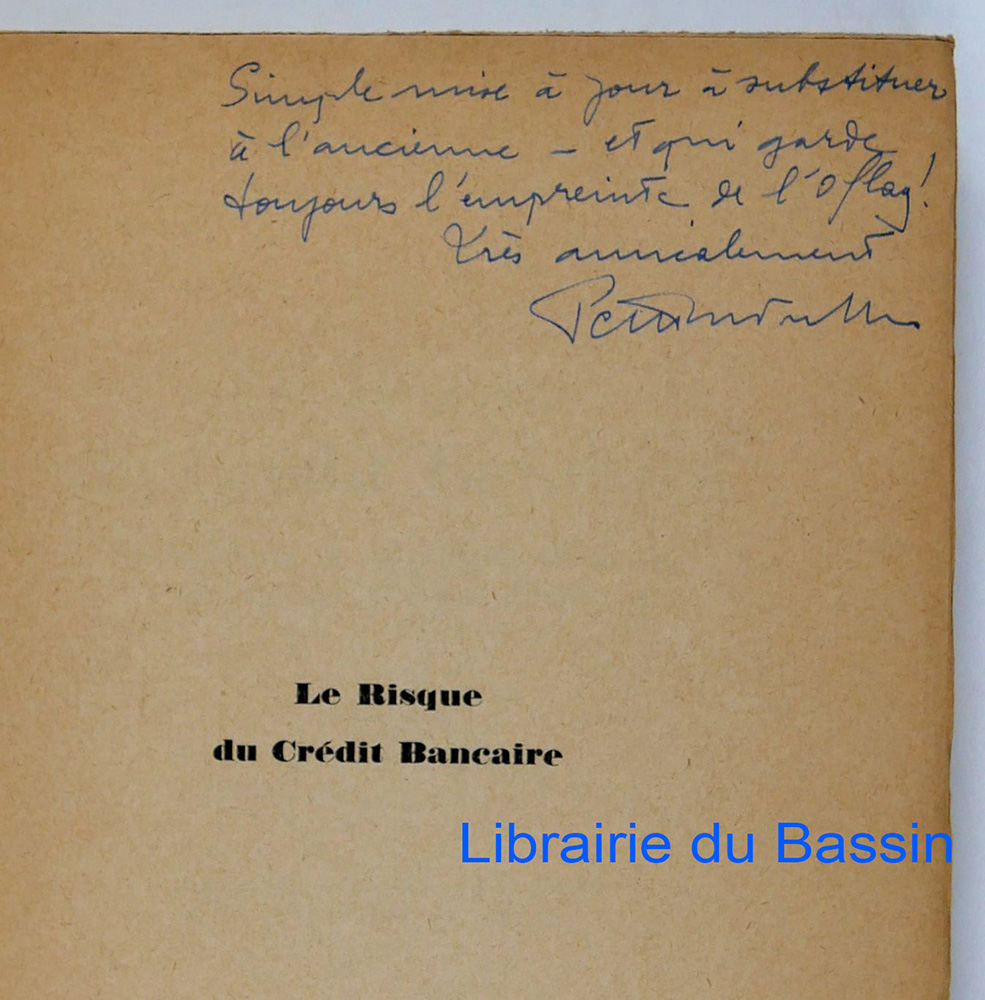 Simple mise à jour à substituer
à l'ancienne – et qui garde
toujours l'empreinte de l'Oflag!
Très amicalement
Le Risque
du Crédit Bancaire
Librairie du Bassin